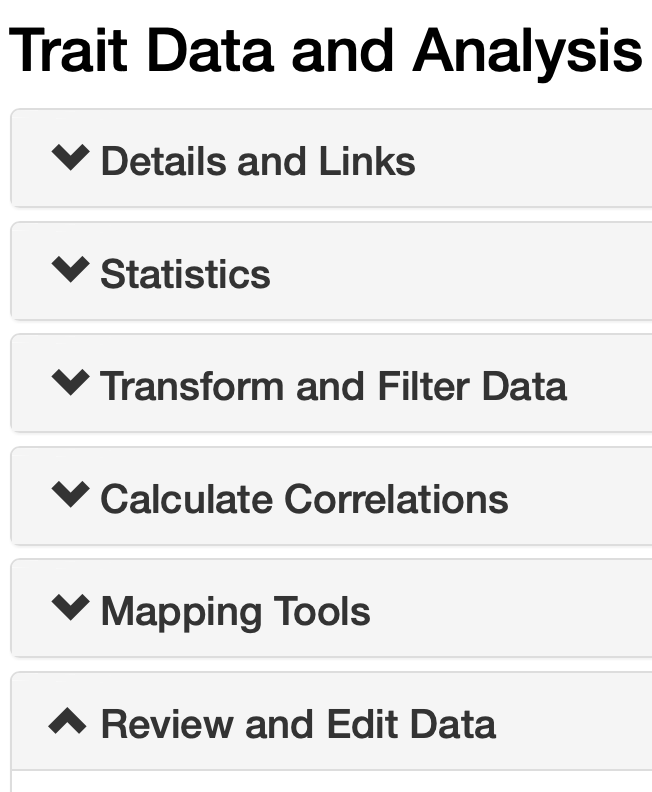 Trait Data and Analysis
Details and Links
Statistics
Transform and Filter Data
Calculate Correlations
Mapping Tools
Review and Edit Data